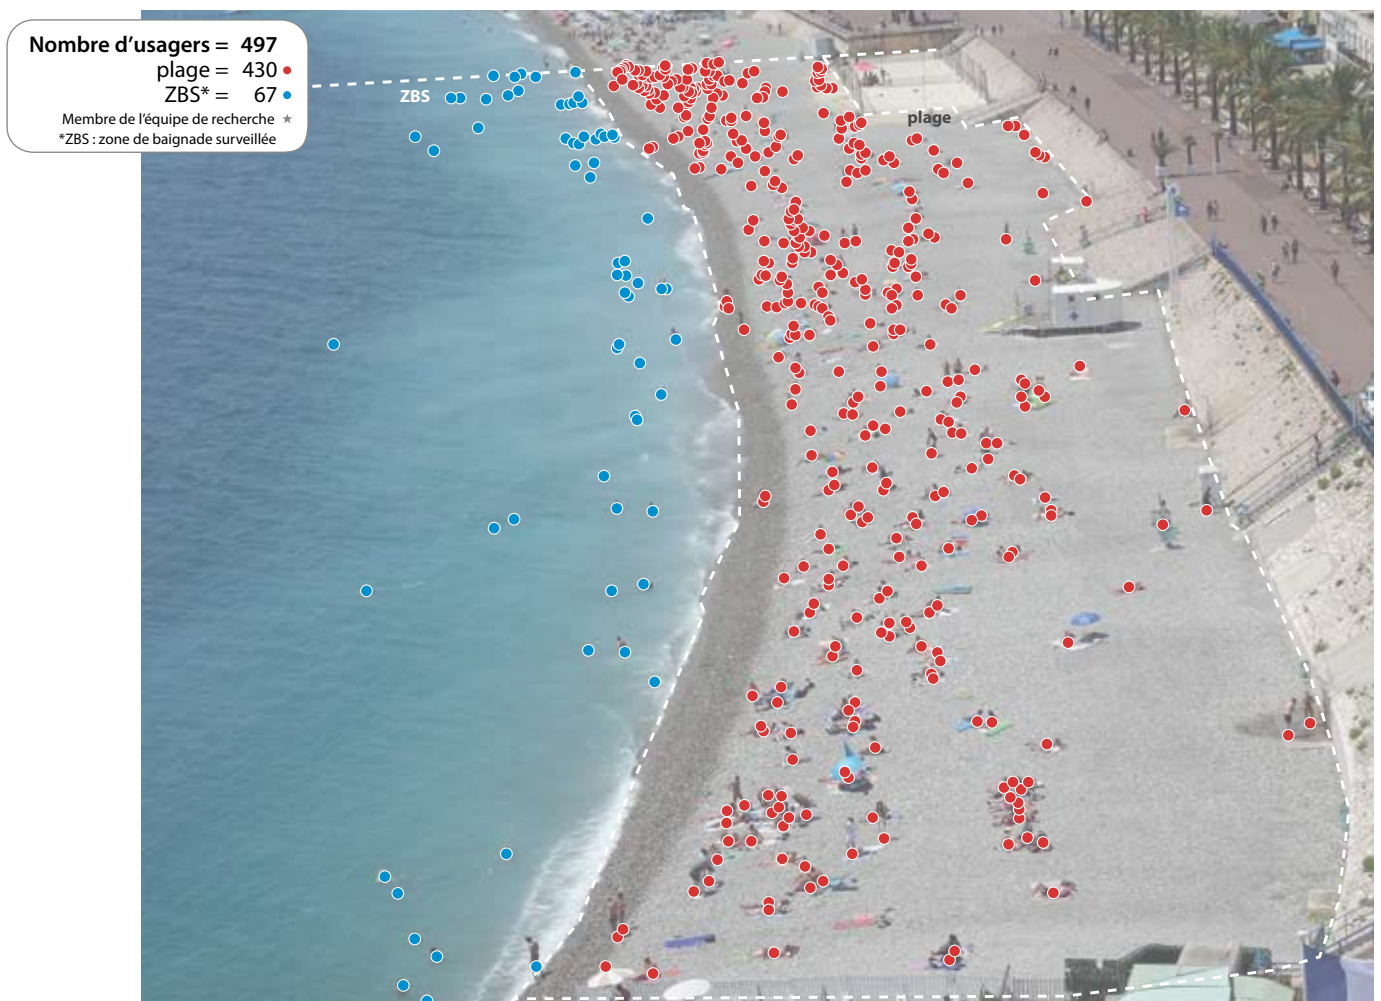 Nombre d’usagers = 497
plage = 430
ZBS* = 67
Membre de l’équipe de recherche ★
*ZBS : zone de baignade surveillée
ZBS
plage